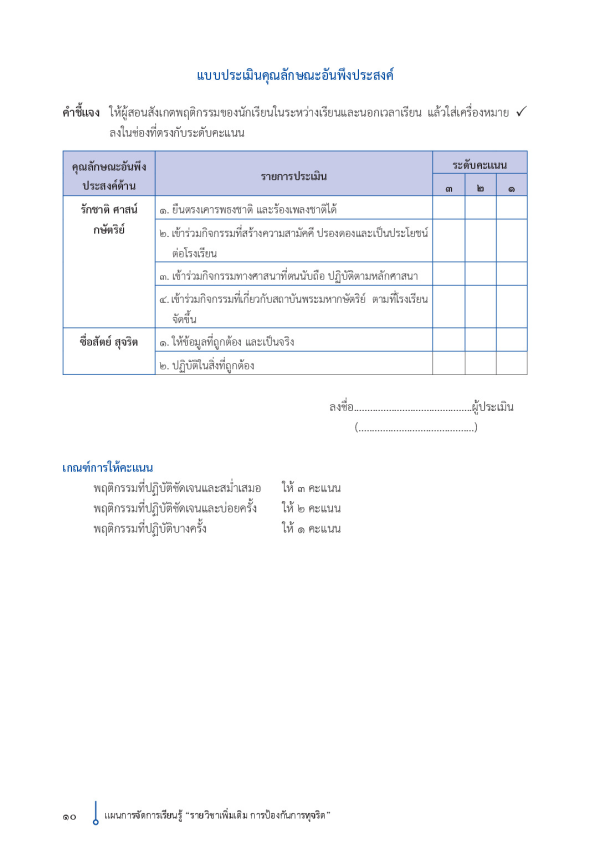 แบบประเมินคุณลักษณะอันพึงประสงค์
คำชี้แจง ให้ผู้สอนสังเกตพฤติกรรมของนักเรียนในระหว่างเรียนและนอกเวลาเรียน แล้วใส่เครื่องหมาย ✓
ลงในช่องที่ตรงกับระดับคะแนน
คุณลักษณะอันพึง
ประสงค์ด้าน
รายการประเมิน
ระดับคะแนน
๓ ๒ ๑
รักชาติ ศาสน์
กษัตริย์
๑. ยืนตรงเคารพธงชาติ และร้องเพลงชาติได้
๒. เข้าร่วมกิจกรรมที่สร้างความสามัคคี ปรองดองและเป็นประโยชน์
ต่อโรงเรียน
๓. เข้าร่วมกิจกรรมทางศาสนาที่ตนนับถือ ปฏิบัติตามหลักศาสนา
๔. เข้าร่วมกิจกรรมที่เกี่ยวกับสถาบันพระมหากษัตริย์ ตามที่โรงเรียน
จัดขึ้น
ซื่อสัตย์ สุจริต
๑. ให้ข้อมูลที่ถูกต้อง และเป็นจริง
๒. ปฏิบัติในสิ่งที่ถูกต้อง
ลงชื่อ............................................ผู้ประเมิน
(...........................................)
เกณฑ์การให้คะแนน
พฤติกรรมที่ปฏิบัติชัดเจนและสม่ำเสมอ ให้ ๓ คะแนน
พฤติกรรมที่ปฏิบัติชัดเจนและบ่อยครั้ง ให้ ๒ คะแนน
พฤติกรรมที่ปฏิบัติบางครั้ง ให้ ๑ คะแนน
๑๐ แผนการจัดการเรียนรู้ “รายวิชาเพิ่มเติม การป้องกันการทุจริต”